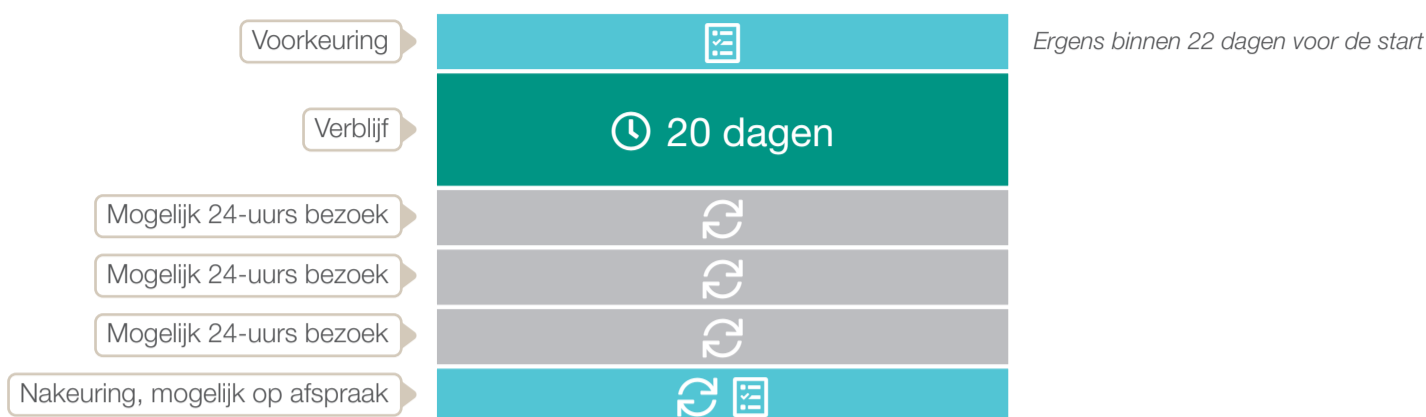 Voorkeuring
Ergens binnen 22 dagen voor de start
Verblijf
20 dagen
Mogelijk 24-uurs bezoek
Mogelijk 24-uurs bezoek
Mogelijk 24-uurs bezoek
Nakeuring, mogelijk op afspraak